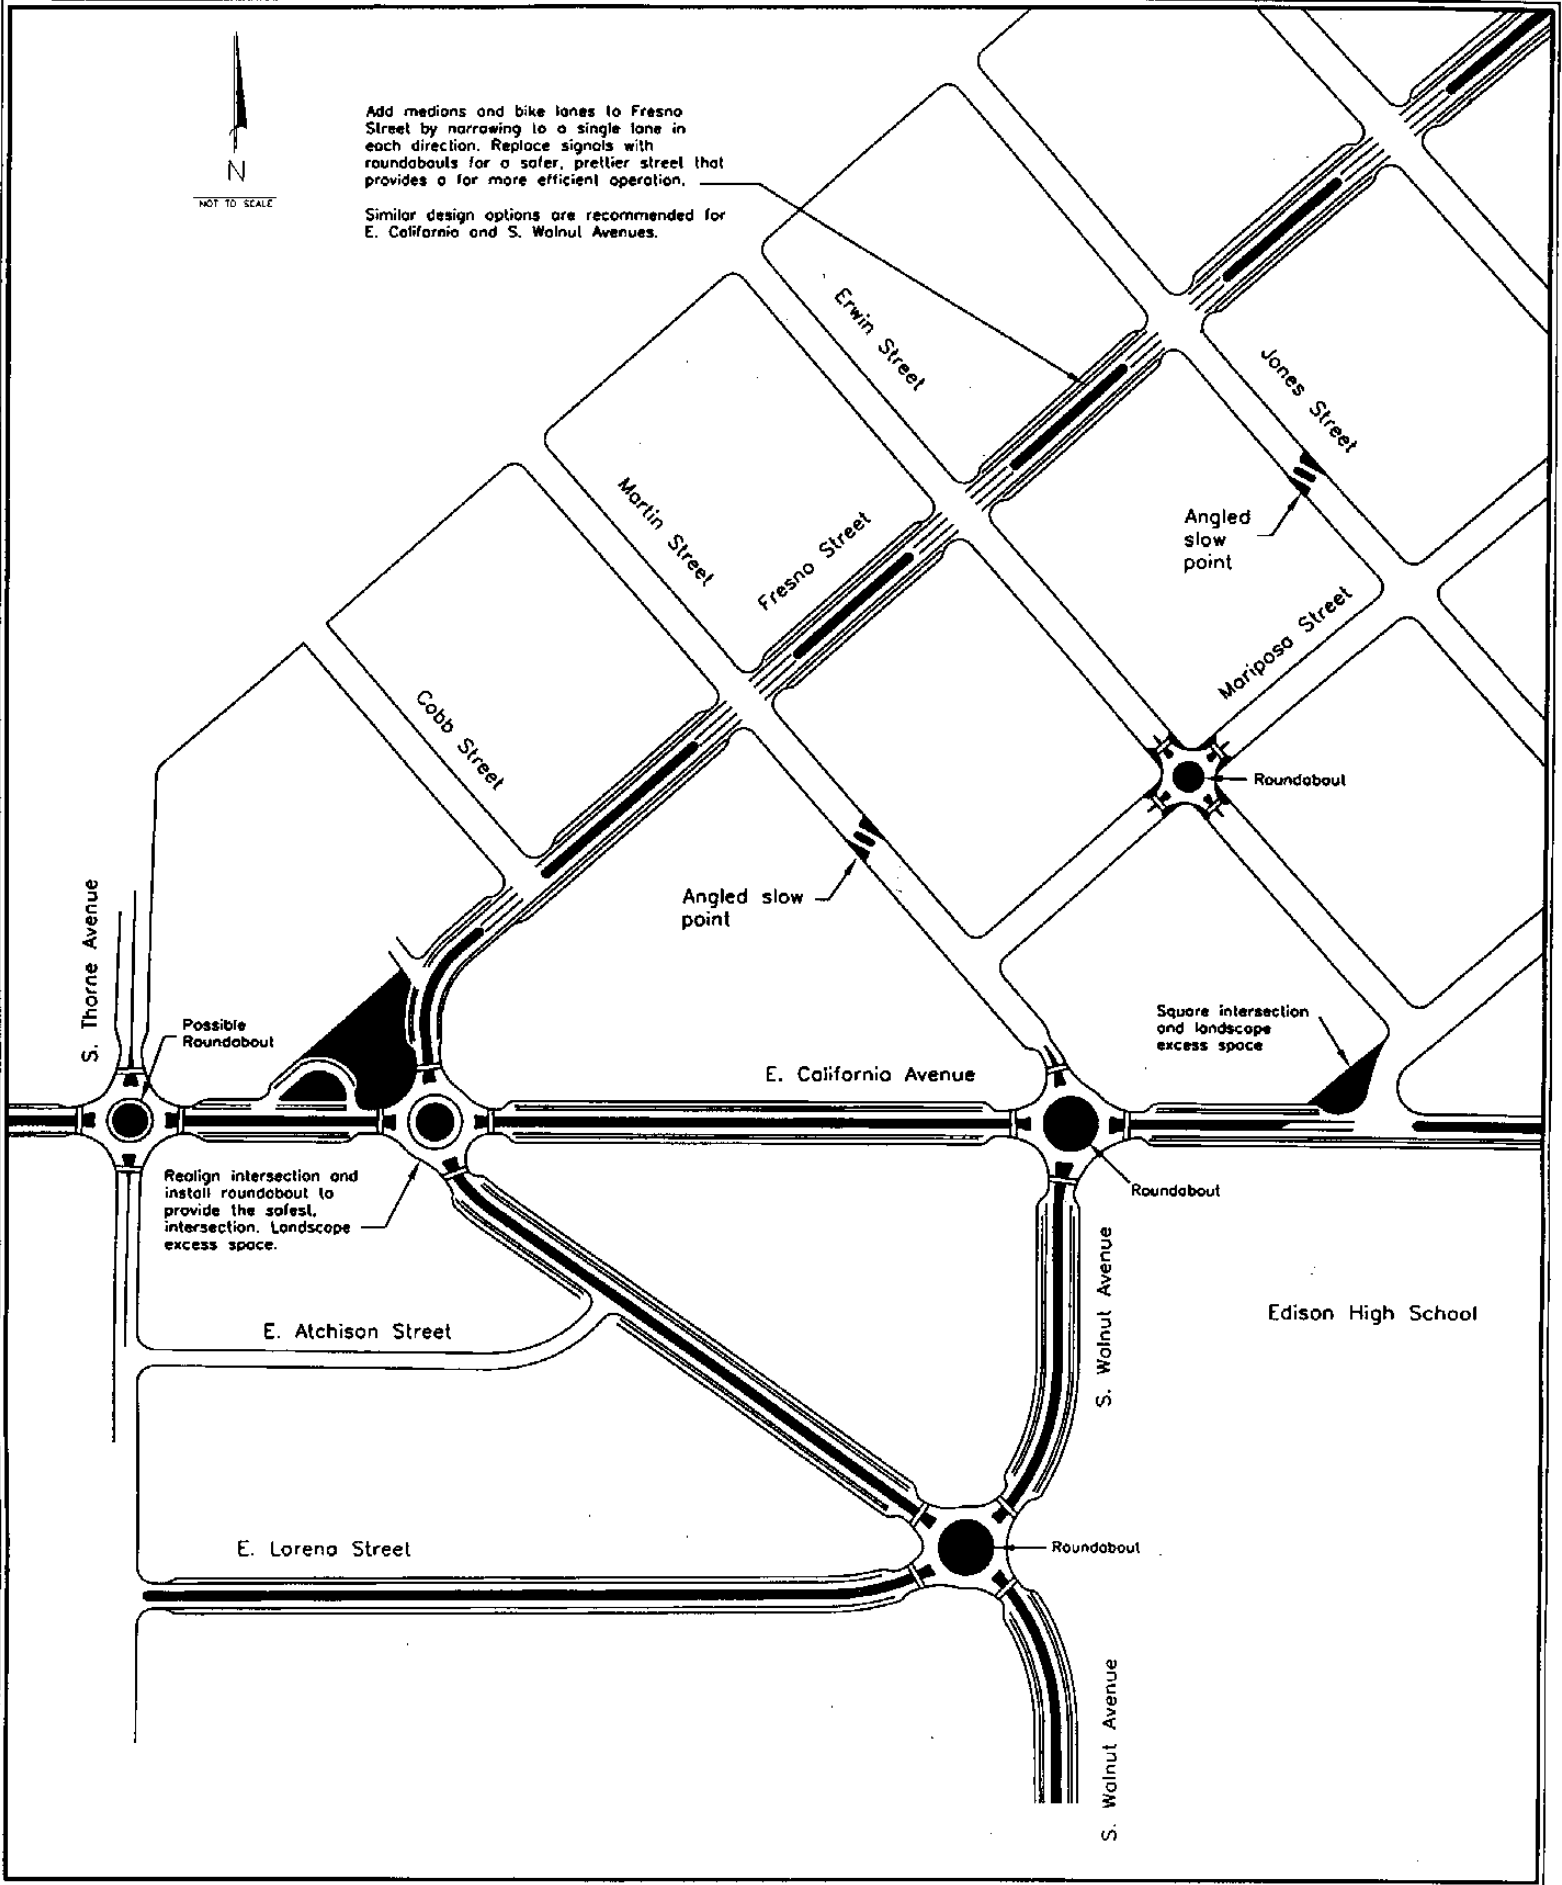 Add medians and bike lanes to Fresno
Street by narrowing to a single lane in
each direction. Replace signals with
roundabouts for a safer, prettier street that
provides a far more efficient operation.
Similar design options are recommended for
E. California and S. Walnut Avenues.
N
NOT TO SCALE
Erwin Street
Jones Street
Martin Street
Fresno Street
Angled
slow
point
Mariposa Street
Cobb Street
Roundabout
Angled slow
point
S. Thorne Avenue
Possible
Roundabout
Square intersection
and landscape
excess space
E. California Avenue
Realign intersection and
install roundabout to
provide the safest.
intersection. Landscape
excess space.
Roundabout
S. Walnut Avenue
Edison High School
E. Atchison Street
E. Lorena Street
Roundabout
S. Walnut Avenue